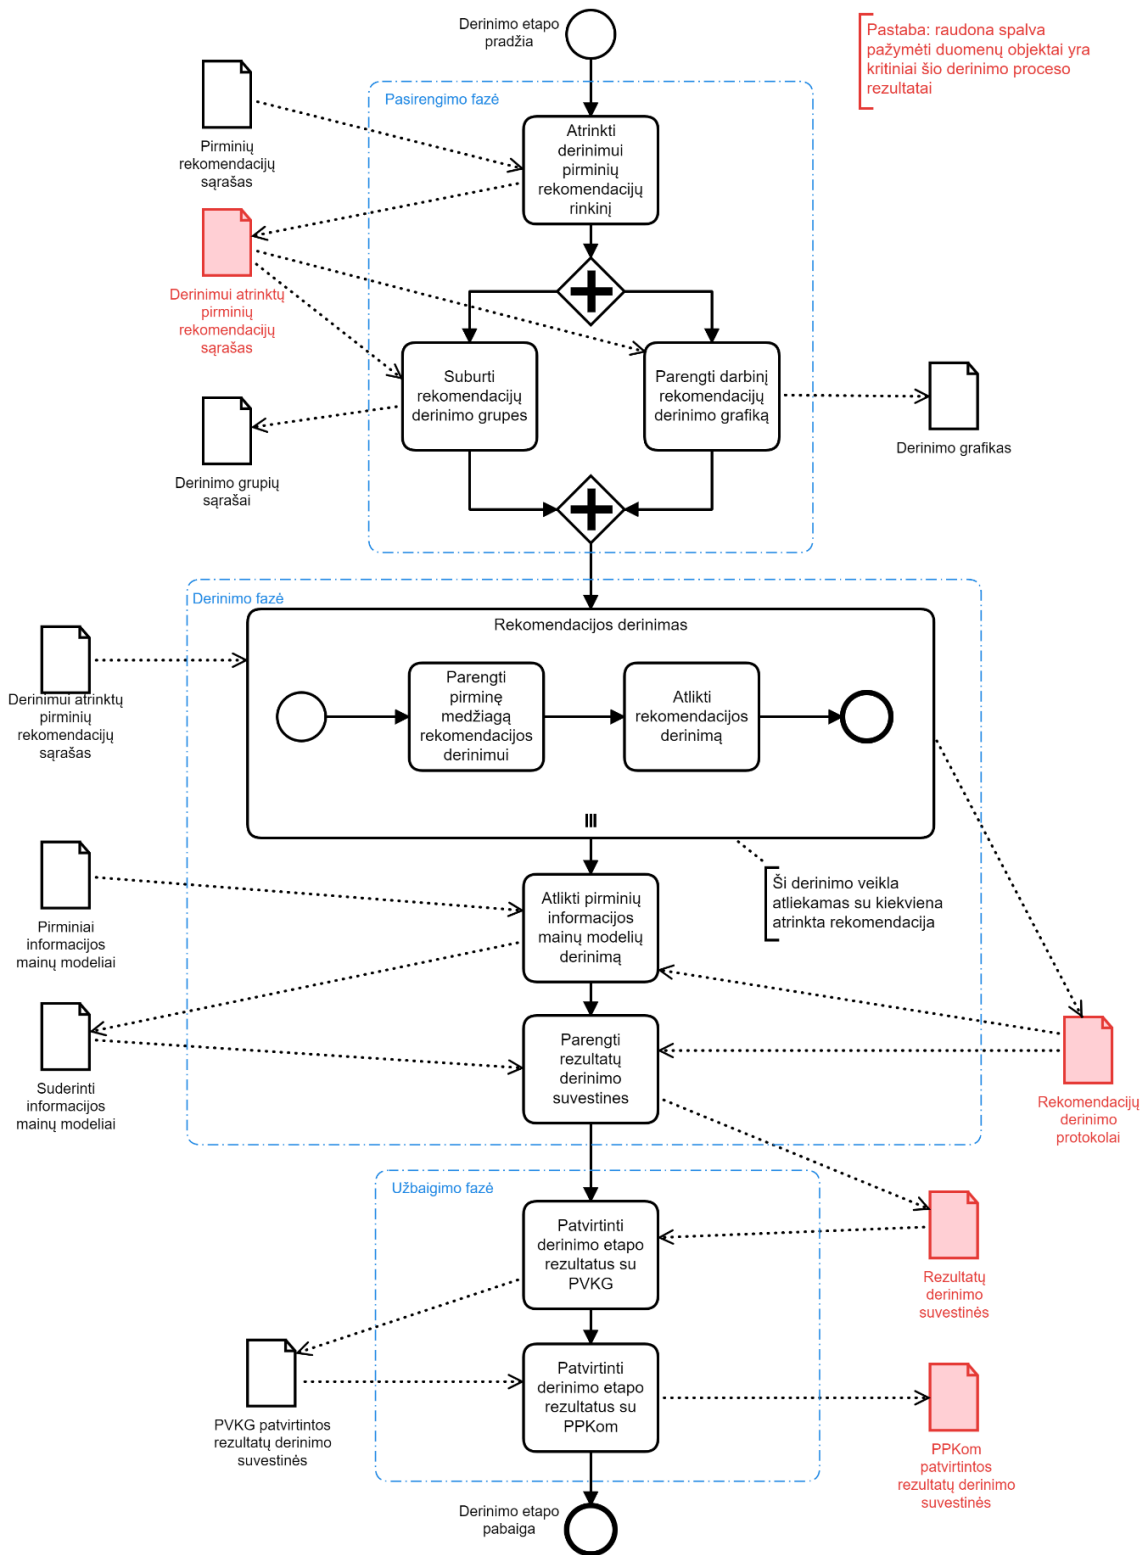 Derinimo etapo
pradžia
Pastaba: raudona spalva
pažymėti duomenų objektai yra
kritiniai šio derinimo proceso
rezultatai
Pasirengimo fazė
Pirminių
rekomendacijų
sąrašas
Atrinkti
derinimui
pirminių
rekomendacijų
rinkinį
Derinimui atrinktų
pirminių
rekomendacijų
sąrašas
Suburti
rekomendacijų
derinimo grupes
Parengti darbinį
rekomendacijų
derinimo grafiką
Derinimo grafikas
Derinimo grupių
sąrašai
Derinimo fazė
Rekomendacijos derinimas
Derinimui atrinktų
pirminių
rekomendacijų
sąrašas
Parengti
pirminę
medžiagą
rekomendacijos
derinimui
Atlikti
rekomendacijos
derinimą
Ši derinimo veikla
atliekamas su kiekviena
atrinkta rekomendacija
Pirminiai
informacijos
mainų modeliai
Atlikti pirminių
informacijos
mainų modelių
derinimą
Suderinti
informacijos
mainų modeliai
Parengti
rezultatų
derinimo
suvestines
Rekomendacijų
derinimo
protokolai
Užbaigimo fazė
Patvirtinti
derinimo etapo
rezultatus su
PVKG
Rezultatų
derinimo
suvestinės
PVKG patvirtintos
rezultatų derinimo
suvestinės
Patvirtinti
derinimo etapo
rezultatus su
PPKom
PPKom
patvirtintos
rezultatų derinimo
suvestinės
Derinimo etapo
pabaiga